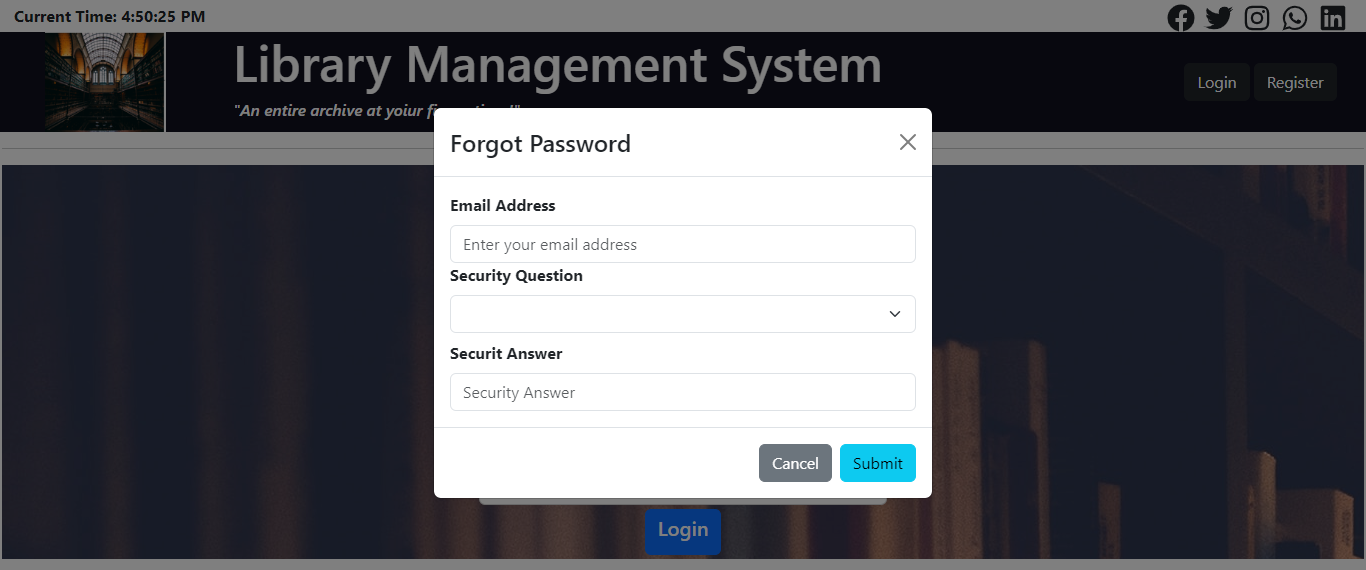 Current Time: 4:50:25 PM
Library Management System
Login
Register
"An entire archive at yoiur
Forgot Password
Email Address
Enter your email address
Security Question
Securit Answer
Security Answer
Cancel
Submit
Login